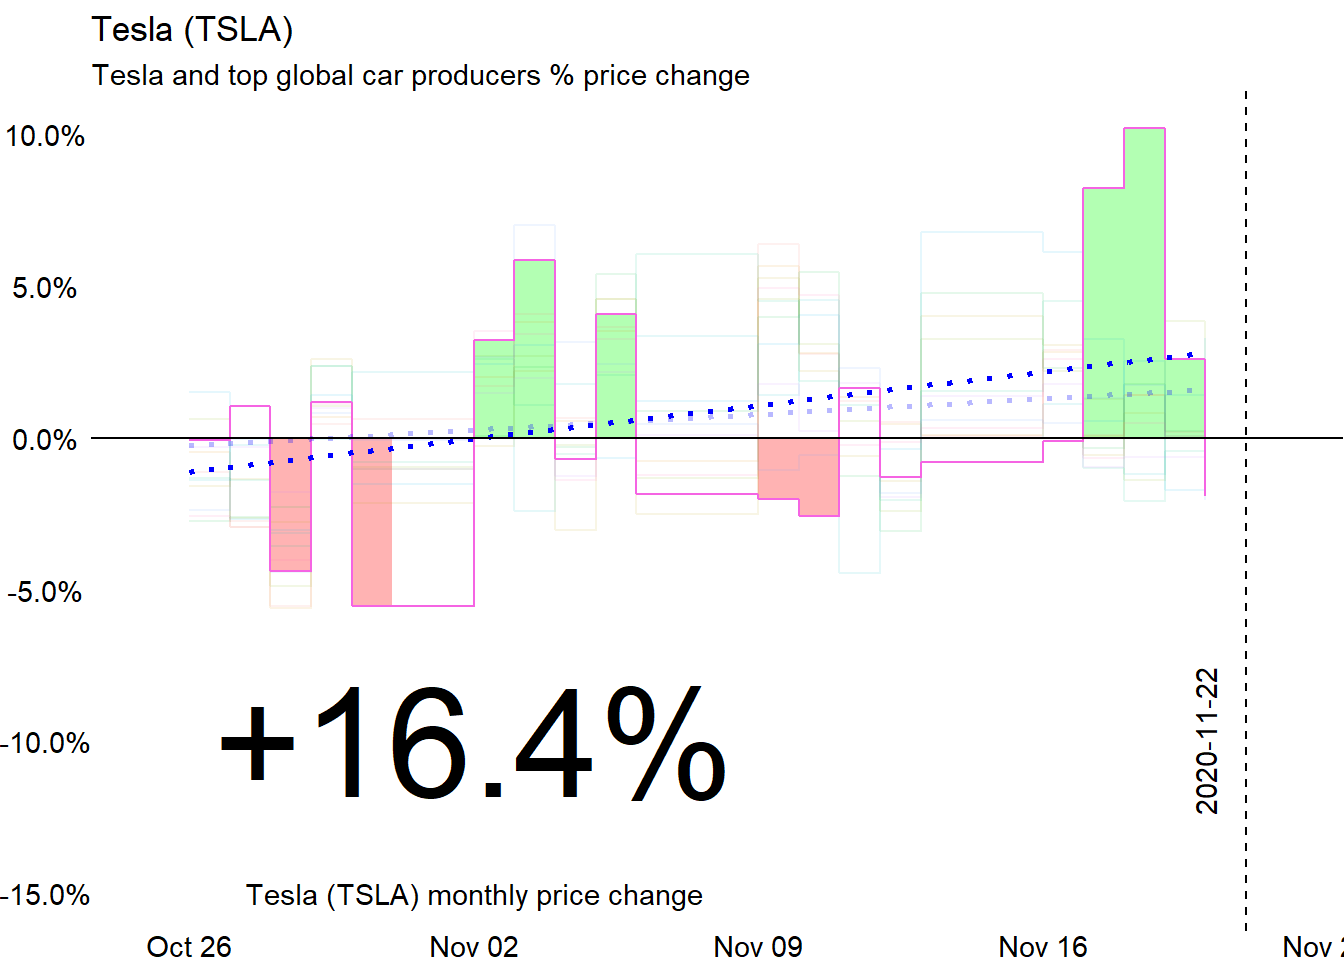 Tesla (TSLA)
Tesla and top global car producers % price change
10.0%
5.0%
0.0%
-5.0%
-10.0%
-15.0%
+16.4%
Tesla (TSLA) monthly price change
2020-11-22
Oct 26 Nov 02 Nov 09 Nov 16 Nov